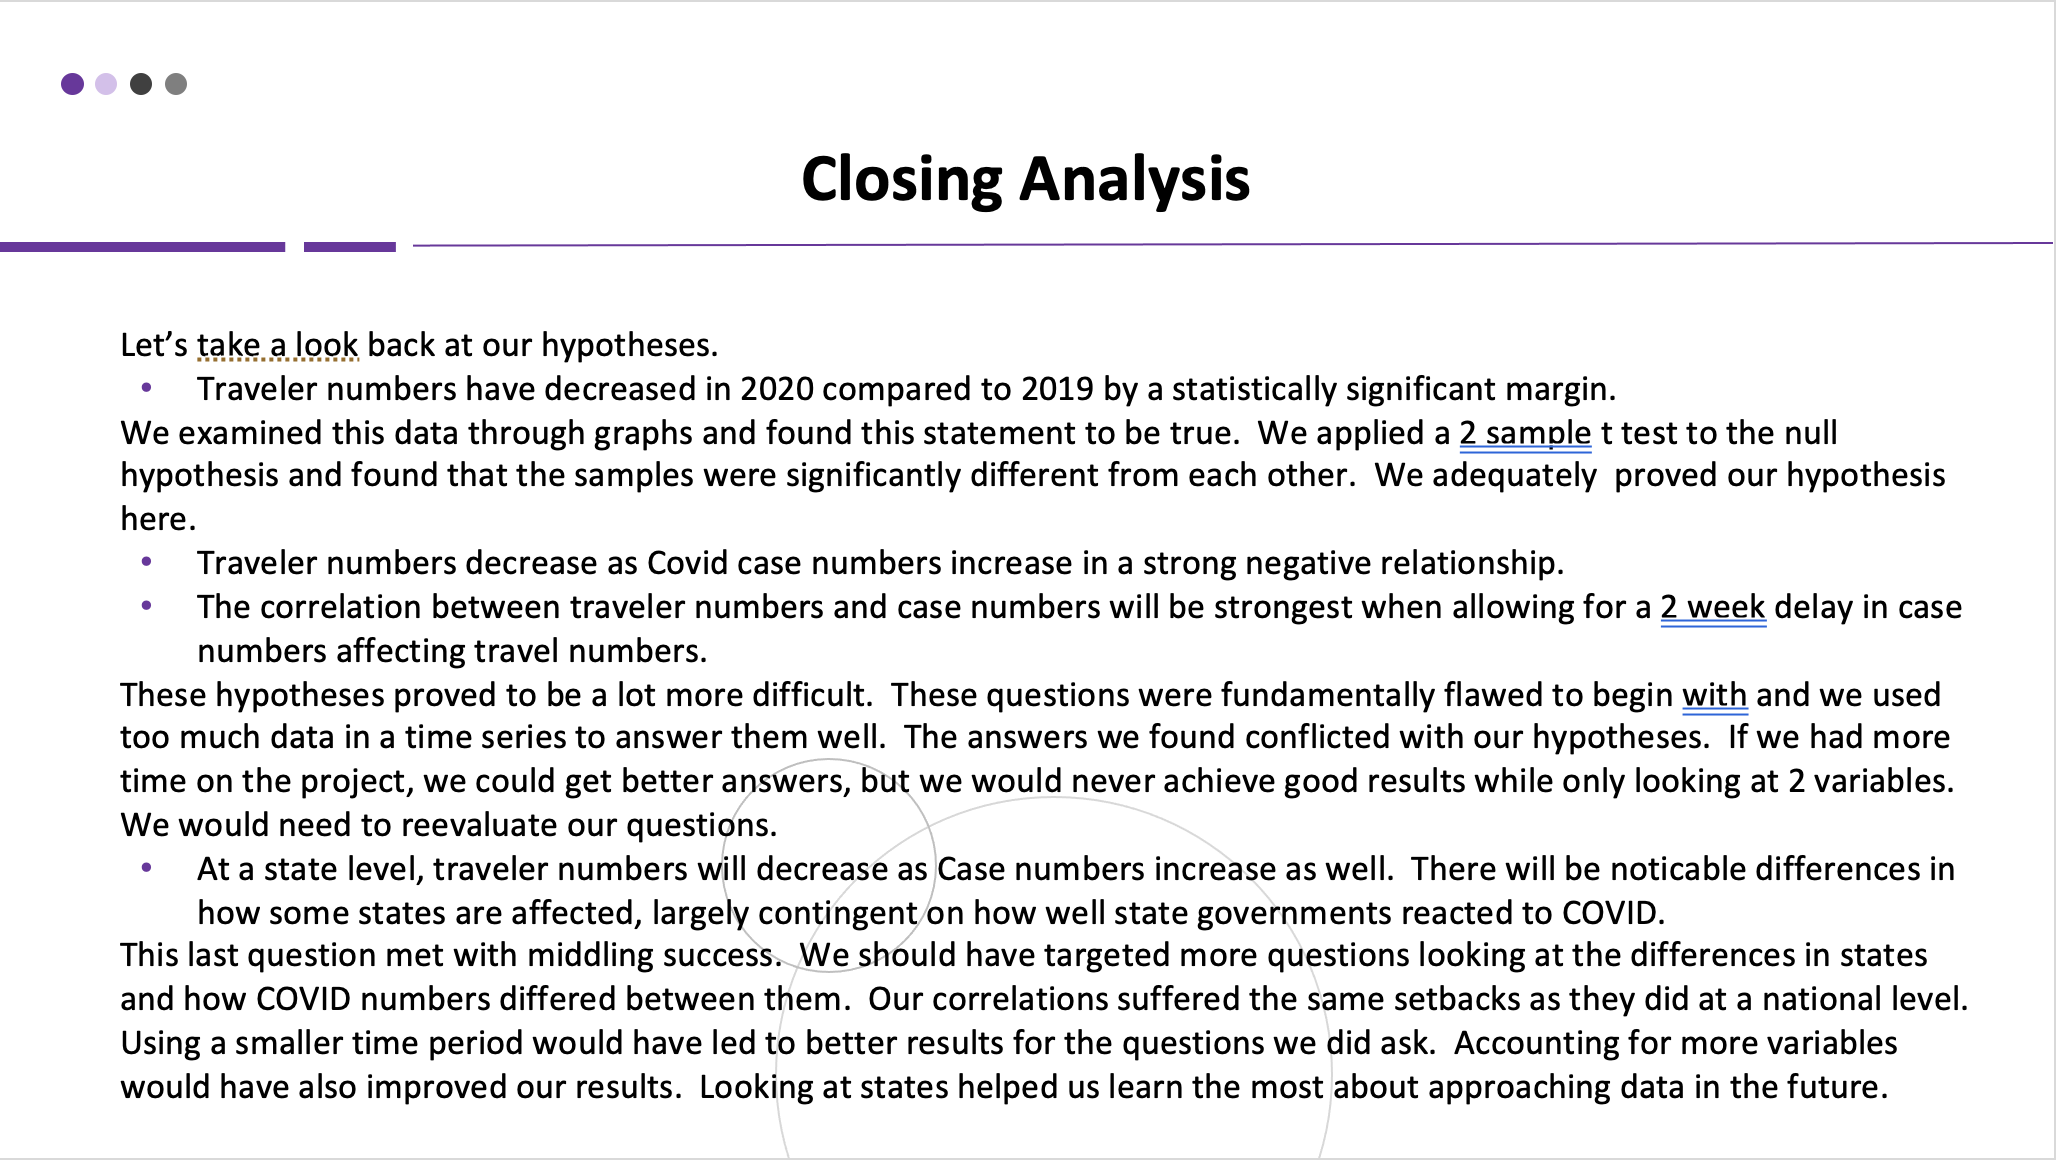 Closing Analysis
Let’s take a look back at our hypotheses.
• Traveler numbers have decreased in 2020 compared to 2019 by a statistically significant margin.
We examined this data through graphs and found this statement to be true.  We applied a 2 sample t test to the null
hypothesis and found that the samples were significantly different from each other.  We adequately  proved our hypothesis
here.
• Traveler numbers decrease as Covid case numbers increase in a strong negative relationship.
• The correlation between traveler numbers and case numbers will be strongest when allowing for a 2 week delay in case
numbers affecting travel numbers.
These hypotheses proved to be a lot more difficult.  These questions were fundamentally flawed to begin with and we used
too much data in a time series to answer them well.  The answers we found conflicted with our hypotheses.  If we had more
time on the project, we could get better answers, but we would never achieve good results while only looking at 2 variables.
We would need to reevaluate our questions.
• At a state level, traveler numbers will decrease as Case numbers increase as well.  There will be noticable differences in
how some states are affected, largely contingent on how well state governments reacted to COVID.
This last question met with middling success.  We should have targeted more questions looking at the differences in states
and how COVID numbers differed between them.  Our correlations suffered the same setbacks as they did at a national level.
Using a smaller time period would have led to better results for the questions we did ask.  Accounting for more variables
would have also improved our results.  Looking at states helped us learn the most about approaching data in the future.